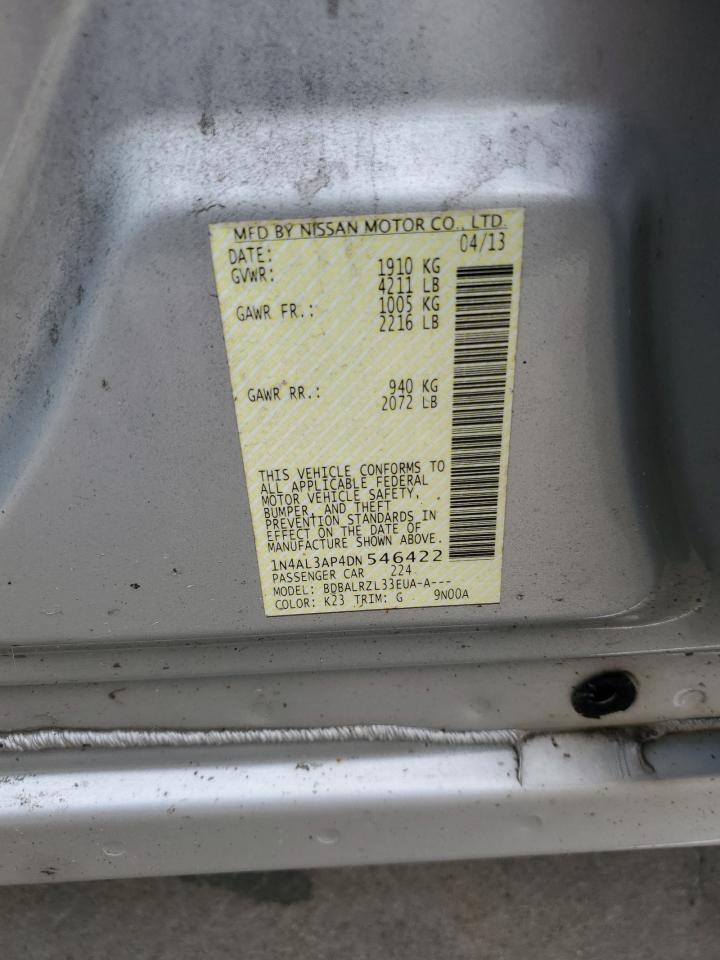 MFD BY NISSAN MOTOR CO., LTD.
DATE: 04/13
GVWR: 1910 KG
4211 LB
GAWR FR.: 1005 KG
2216 LB
GAWR RR.: 940 KG
2072 LB
THIS VEHICLE CONFORMS TO
ALL APPLICABLE FEDERAL
MOTOR VEHICLE SAFETY,
BUMPER, AND THEFT
PREVENTION STANDARDS IN
EFFECT ON THE DATE OF
MANUFACTURE SHOWN ABOVE.
1N4AL3AP4DN546422
PASSENGER CAR 224
MODEL: BDBALRZL33EUA-A---
COLOR: K23 TRIM: G 9N00A